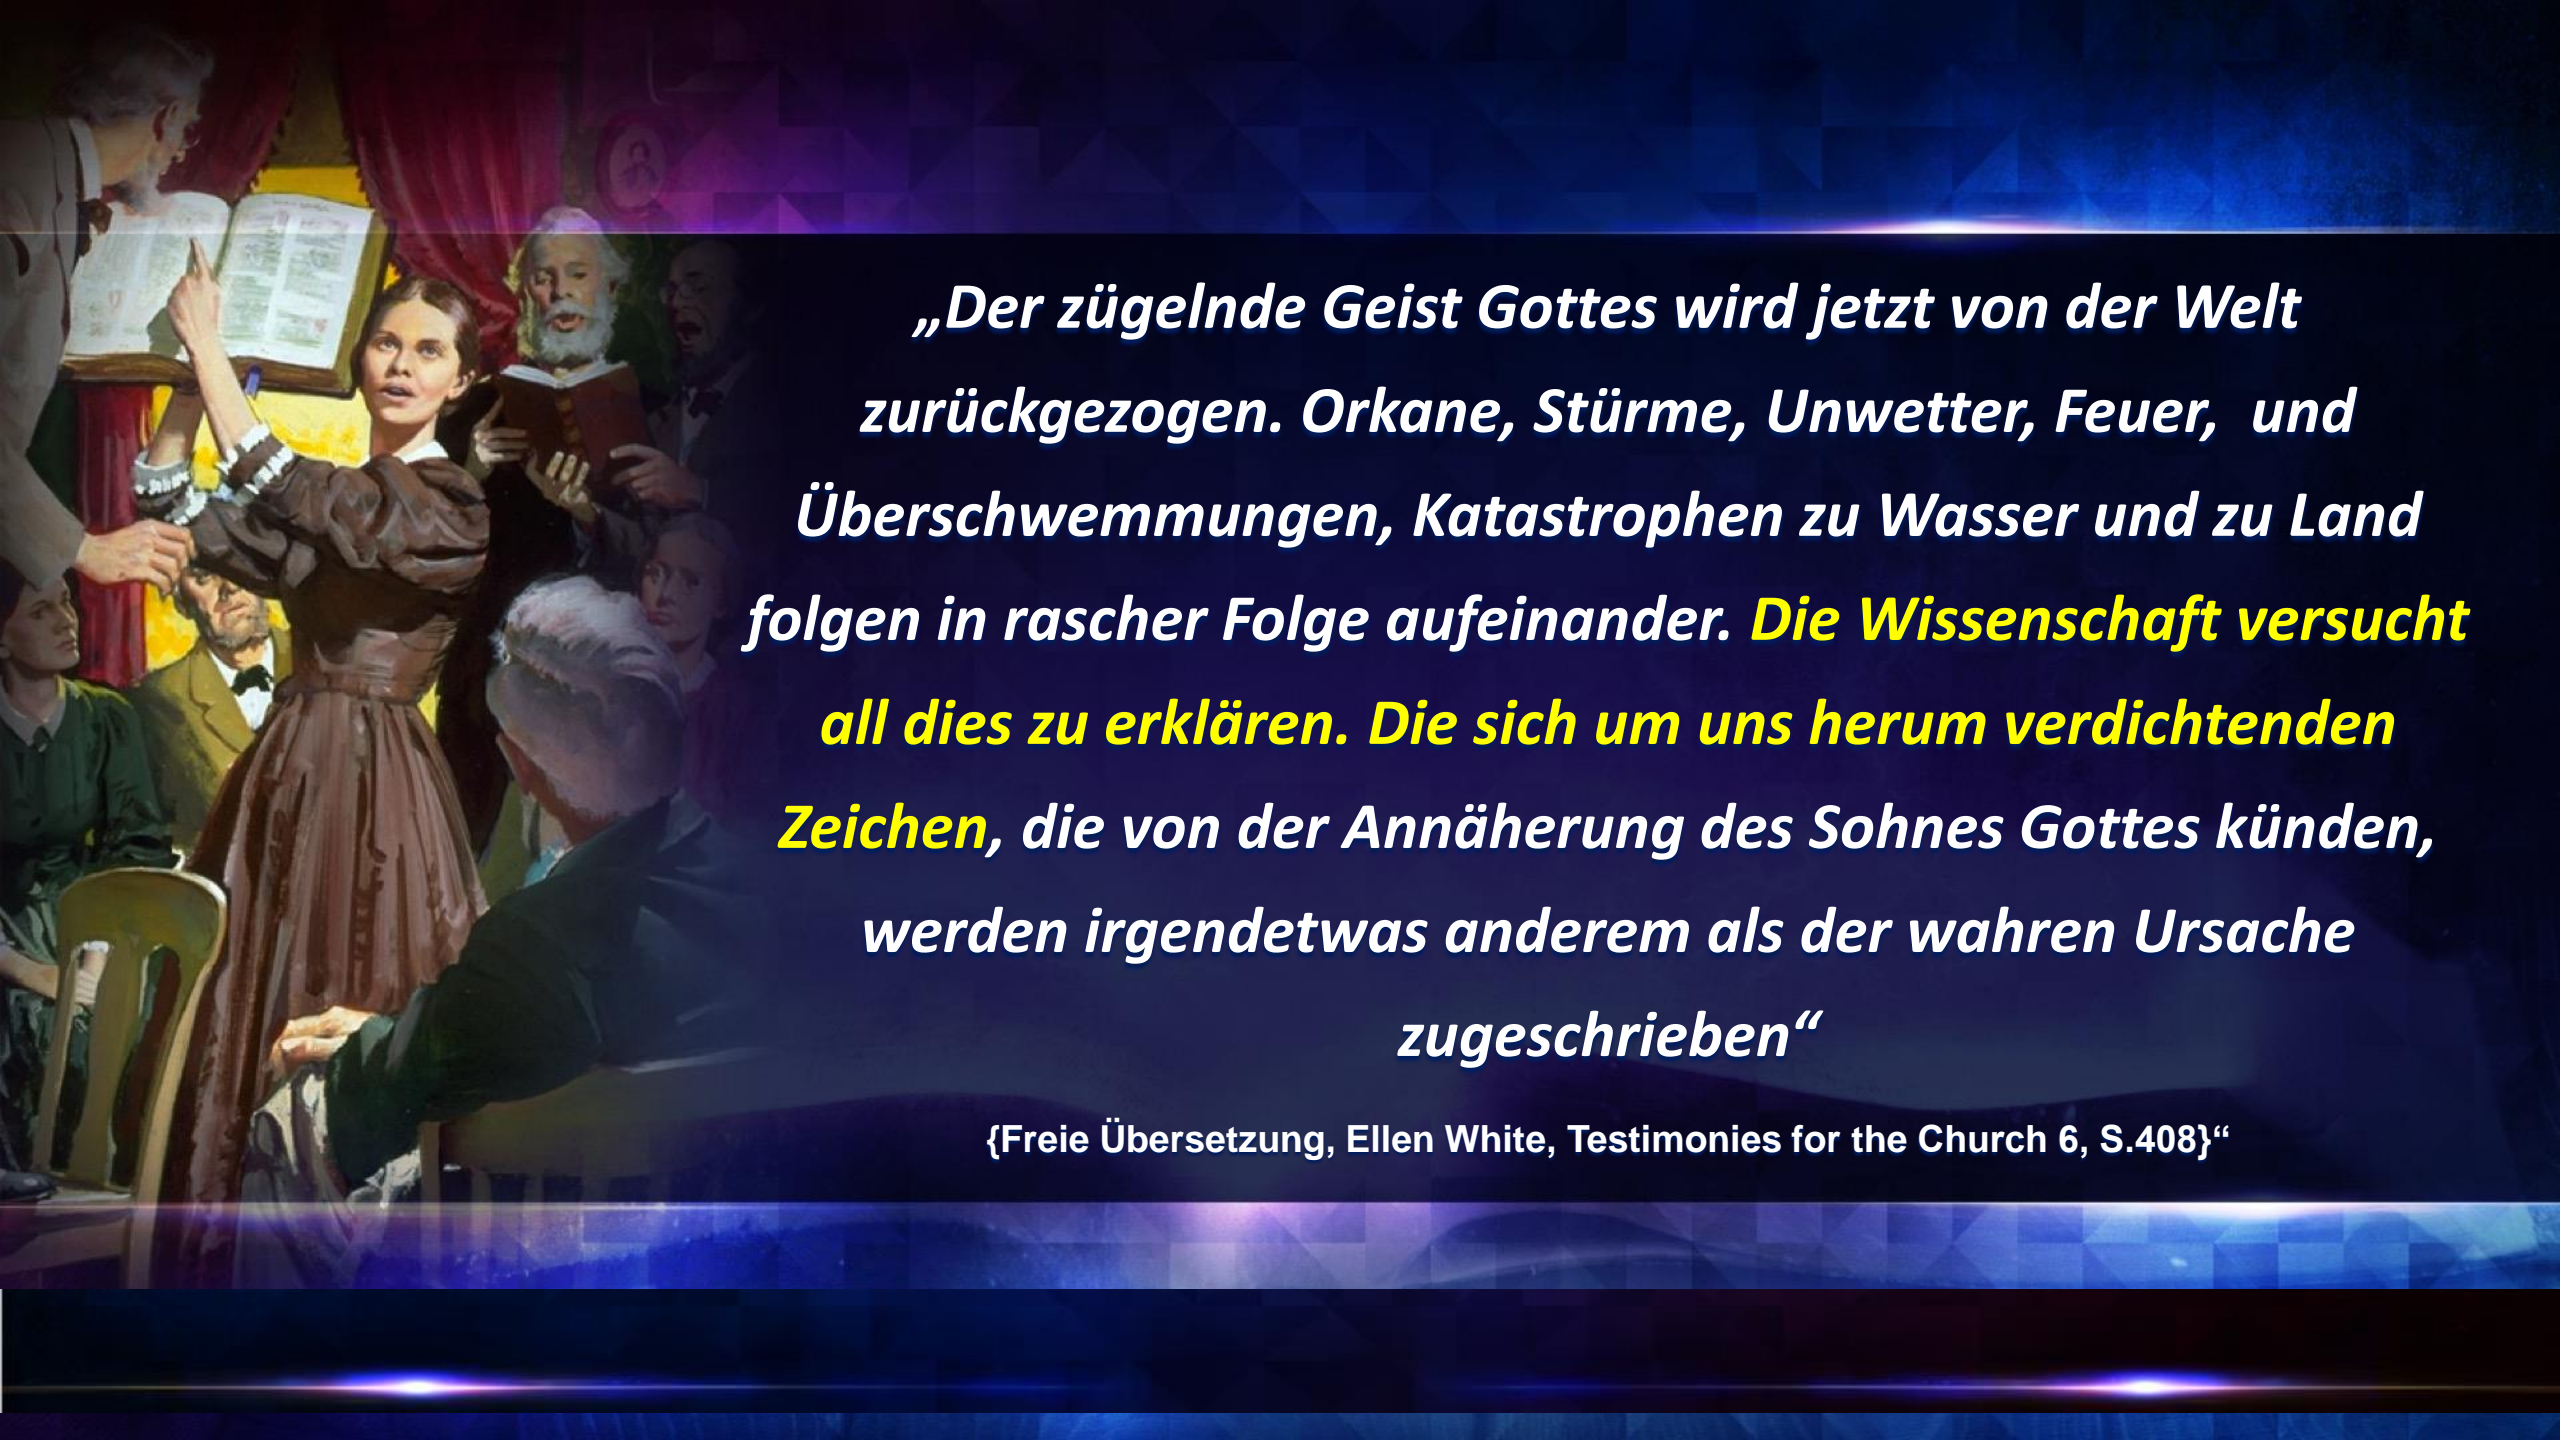 „Der zügelnde Geist Gottes wird jetzt von der Welt
zurückgezogen. Orkane, Stürme, Unwetter, Feuer,  und
Überschwemmungen, Katastrophen zu Wasser und zu Land
folgen in rascher Folge aufeinander. Die Wissenschaft versucht
all dies zu erklären. Die sich um uns herum verdichtenden
Zeichen, die von der Annäherung des Sohnes Gottes künden,
werden irgendetwas anderem als der wahren Ursache
zugeschrieben“
{Freie Übersetzung, Ellen White, Testimonies for the Church 6, S.408}“